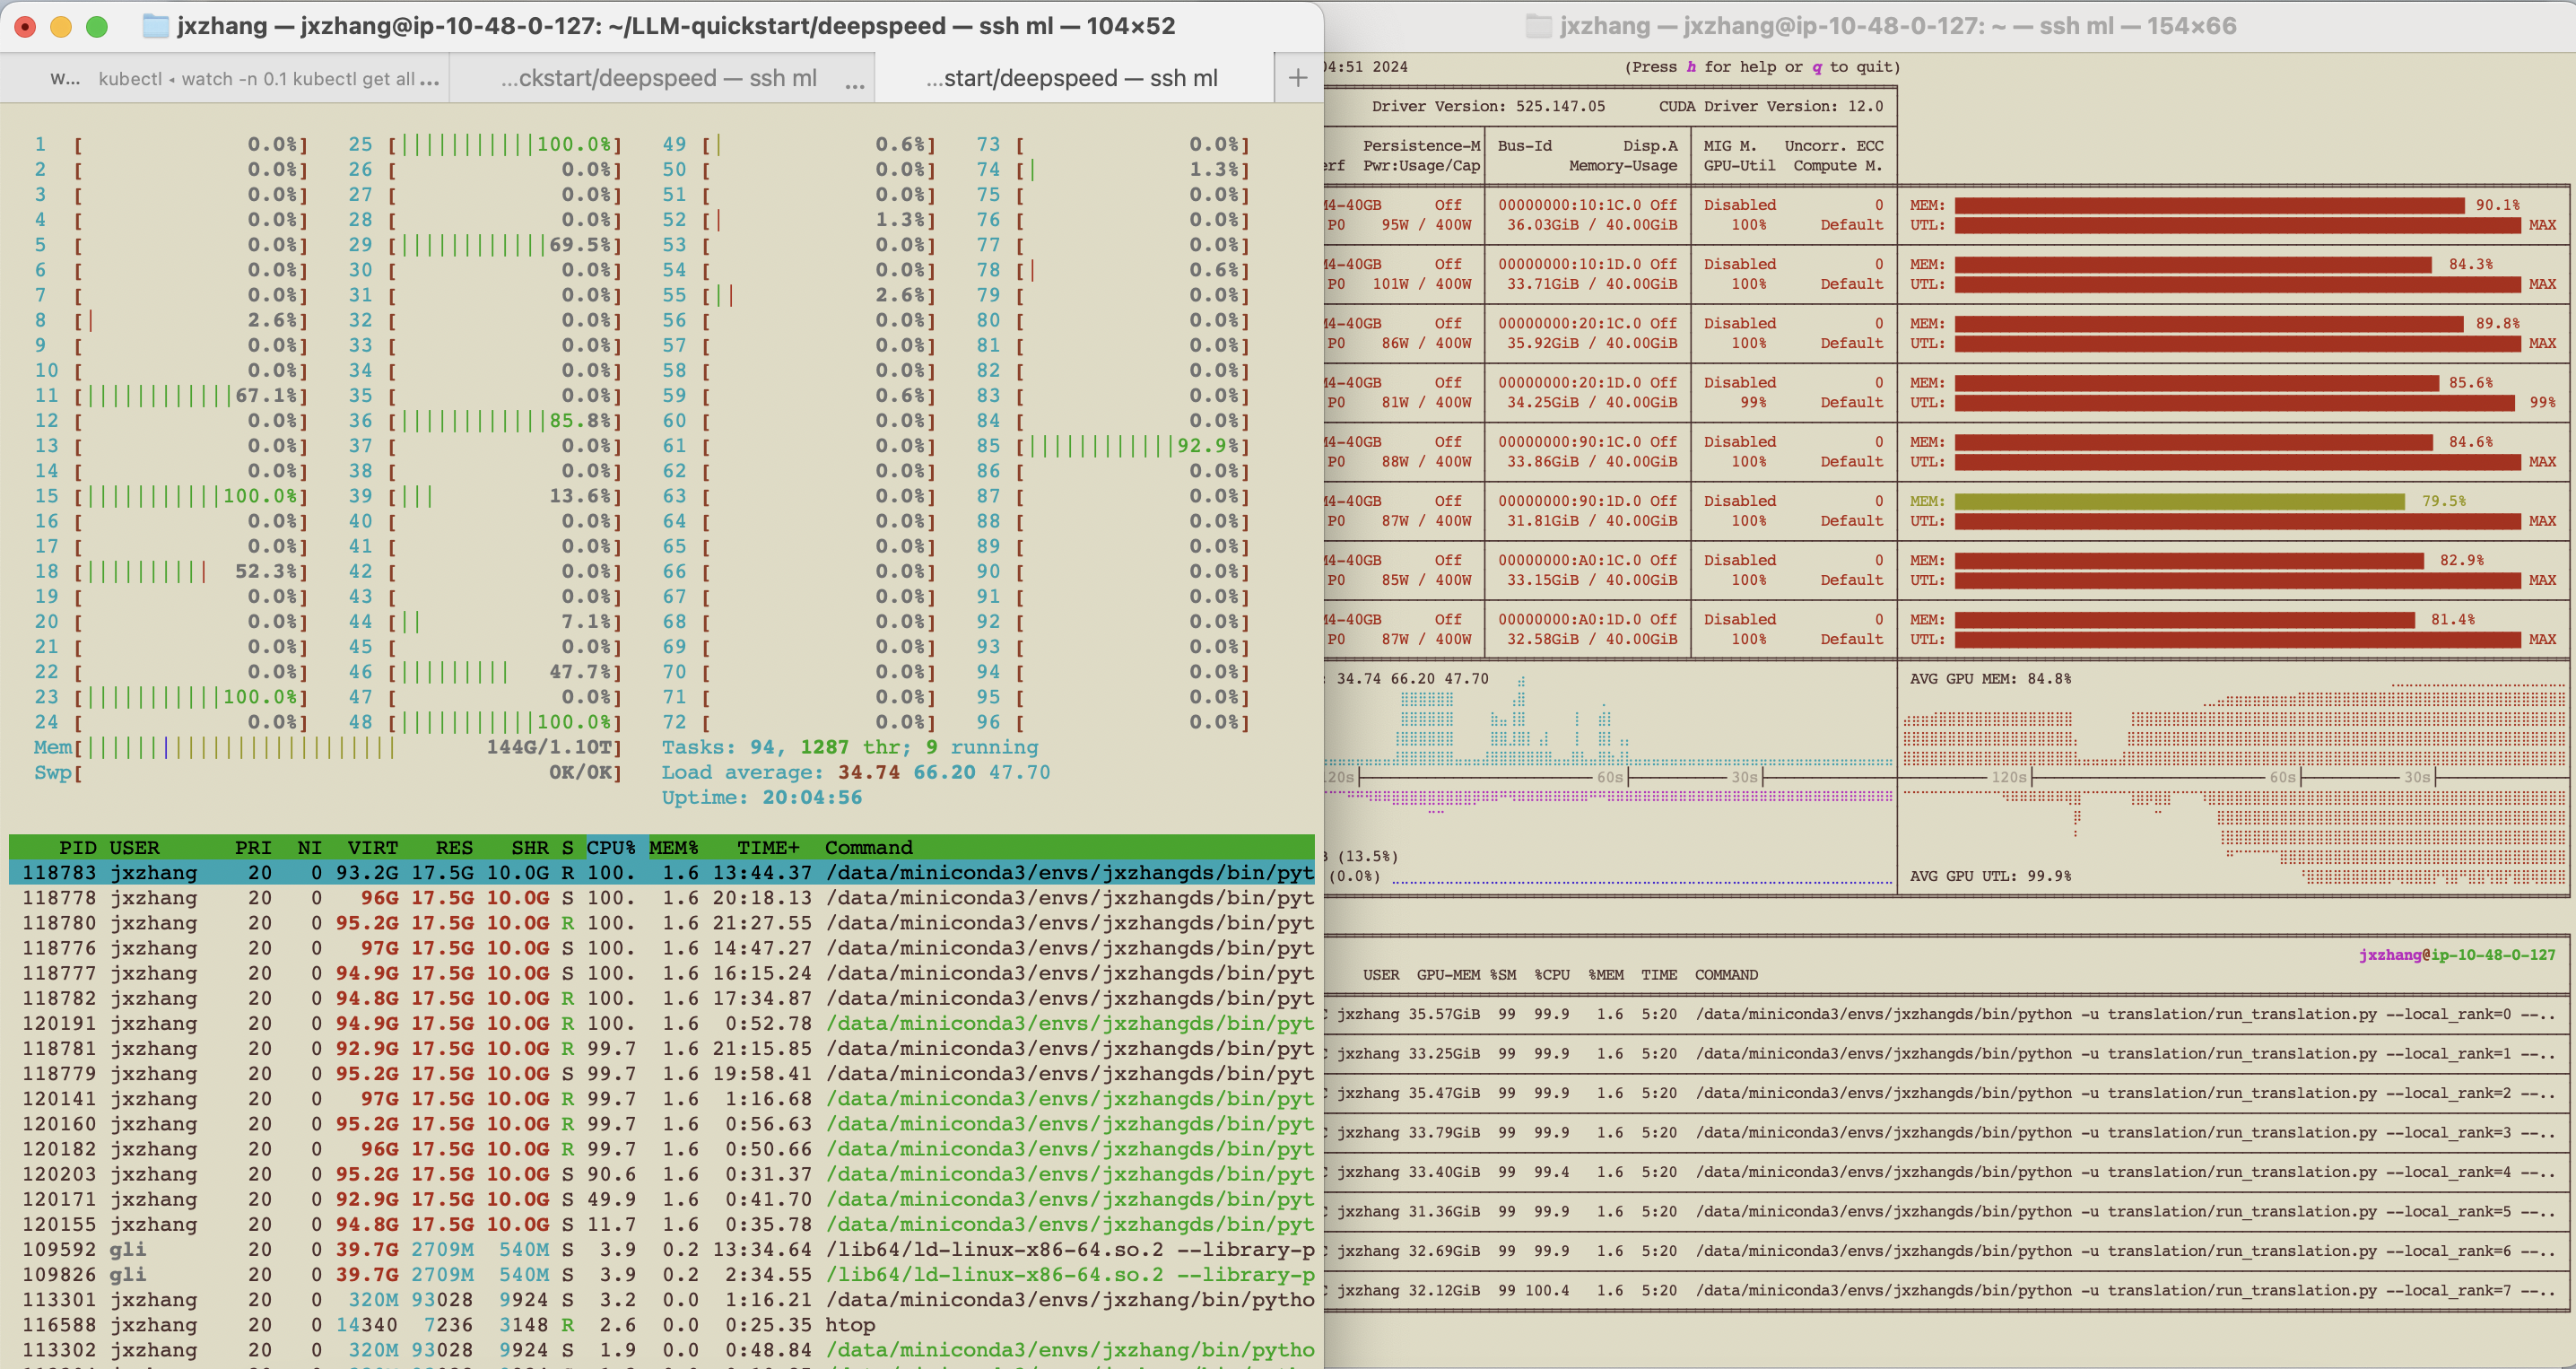 jxzhang — jxzhang@ip-10-48-0-127: ~/LLM-quickstart/deepspeed — ssh ml — 104×52
w... kubectl ◂ watch -n 0.1 kubectl get all ...
...ckstart/deepspeed — ssh ml ...
...start/deepspeed — ssh ml +
1 [ 0.0%] 25 [||||||||||| 100.0%] 49 [| 0.6%] 73 [ 0.0%]
2 [ 0.0%] 26 [ 0.0%] 50 [ 0.0%] 74 [| 1.3%]
3 [ 0.0%] 27 [ 0.0%] 51 [ 0.0%] 75 [ 0.0%]
4 [ 0.0%] 28 [ 0.0%] 52 [| 1.3%] 76 [ 0.0%]
5 [ 0.0%] 29 [||||||||||||69.5%] 53 [ 0.0%] 77 [ 0.0%]
6 [ 0.0%] 30 [ 0.0%] 54 [ 0.0%] 78 [| 0.6%]
7 [ 0.0%] 31 [ 0.0%] 55 [|| 2.6%] 79 [ 0.0%]
8 [| 2.6%] 32 [ 0.0%] 56 [ 0.0%] 80 [ 0.0%]
9 [ 0.0%] 33 [ 0.0%] 57 [ 0.0%] 81 [ 0.0%]
10 [ 0.0%] 34 [ 0.0%] 58 [ 0.0%] 82 [ 0.0%]
11 [||||||||||||67.1%] 35 [ 0.0%] 59 [ 0.6%] 83 [ 0.0%]
12 [ 0.0%] 36 [||||||||||||85.8%] 60 [ 0.0%] 84 [ 0.0%]
13 [ 0.0%] 37 [ 0.0%] 61 [ 0.0%] 85 [||||||||||||92.9%]
14 [ 0.0%] 38 [ 0.0%] 62 [ 0.0%] 86 [ 0.0%]
15 [|||||||||||100.0%] 39 [||| 13.6%] 63 [ 0.0%] 87 [ 0.0%]
16 [ 0.0%] 40 [ 0.0%] 64 [ 0.0%] 88 [ 0.0%]
17 [ 0.0%] 41 [ 0.0%] 65 [ 0.0%] 89 [ 0.0%]
18 [|||||||||| 52.3%] 42 [ 0.0%] 66 [ 0.0%] 90 [ 0.0%]
19 [ 0.0%] 43 [ 0.0%] 67 [ 0.0%] 91 [ 0.0%]
20 [ 0.0%] 44 [|| 7.1%] 68 [ 0.0%] 92 [ 0.0%]
21 [ 0.0%] 45 [ 0.0%] 69 [ 0.0%] 93 [ 0.0%]
22 [ 0.0%] 46 [||||||||| 47.7%] 70 [ 0.0%] 94 [ 0.0%]
23 [|||||||||||100.0%] 47 [ 0.0%] 71 [ 0.0%] 95 [ 0.0%]
24 [ 0.0%] 48 [|||||||||||100.0%] 72 [ 0.0%] 96 [ 0.0%]
Mem[|||||||||||||||||||||||||| 144G/1.10T] Tasks: 94, 1287 thr; 9 running
Swp[ 0K/0K] Load average: 34.74 66.20 47.70
Uptime: 20:04:56
PID USER PRI NI VIRT RES SHR S CPU% MEM% TIME+ Command
118783 jxzhang 20 0 93.2G 17.5G 10.0G R 100. 1.6 13:44.37 /data/miniconda3/envs/jxzhangds/bin/pyt
118778 jxzhang 20 0 96G 17.5G 10.0G S 100. 1.6 20:18.13 /data/miniconda3/envs/jxzhangds/bin/pyt
118780 jxzhang 20 0 95.2G 17.5G 10.0G R 100. 1.6 21:27.55 /data/miniconda3/envs/jxzhangds/bin/pyt
118776 jxzhang 20 0 97G 17.5G 10.0G S 100. 1.6 14:47.27 /data/miniconda3/envs/jxzhangds/bin/pyt
118777 jxzhang 20 0 94.9G 17.5G 10.0G S 100. 1.6 16:15.24 /data/miniconda3/envs/jxzhangds/bin/pyt
118782 jxzhang 20 0 94.8G 17.5G 10.0G R 100. 1.6 17:34.87 /data/miniconda3/envs/jxzhangds/bin/pyt
120191 jxzhang 20 0 94.9G 17.5G 10.0G R 100. 1.6 0:52.78 /data/miniconda3/envs/jxzhangds/bin/pyt
118781 jxzhang 20 0 92.9G 17.5G 10.0G R 99.7 1.6 21:15.85 /data/miniconda3/envs/jxzhangds/bin/pyt
118779 jxzhang 20 0 95.2G 17.5G 10.0G S 99.7 1.6 19:58.41 /data/miniconda3/envs/jxzhangds/bin/pyt
120141 jxzhang 20 0 97G 17.5G 10.0G R 99.7 1.6 1:16.68 /data/miniconda3/envs/jxzhangds/bin/pyt
120160 jxzhang 20 0 95.2G 17.5G 10.0G R 99.7 1.6 0:56.63 /data/miniconda3/envs/jxzhangds/bin/pyt
120182 jxzhang 20 0 96G 17.5G 10.0G R 99.7 1.6 0:50.66 /data/miniconda3/envs/jxzhangds/bin/pyt
120203 jxzhang 20 0 95.2G 17.5G 10.0G S 90.6 1.6 0:31.37 /data/miniconda3/envs/jxzhangds/bin/pyt
120171 jxzhang 20 0 92.9G 17.5G 10.0G S 49.9 1.6 0:41.70 /data/miniconda3/envs/jxzhangds/bin/pyt
120155 jxzhang 20 0 94.8G 17.5G 10.0G S 11.7 1.6 0:35.78 /data/miniconda3/envs/jxzhangds/bin/pyt
109592 gli 20 0 39.7G 2709M 540M S 3.9 0.2 13:34.64 /lib64/ld-linux-x86-64.so.2 --library-p
109826 gli 20 0 39.7G 2709M 540M S 3.9 0.2 2:34.55 /lib64/ld-linux-x86-64.so.2 --library-p
113301 jxzhang 20 0 320M 93028 9924 S 3.2 0.0 1:16.21 /data/miniconda3/envs/jxzhang/bin/pytho
116588 jxzhang 20 0 14340 7236 3148 R 2.6 0.0 0:25.35 htop
113302 jxzhang 20 0 320M 93028 9924 S 1.9 0.0 0:48.84 /data/miniconda3/envs/jxzhang/bin/pytho
jxzhang — jxzhang@ip-10-48-0-127: ~ — ssh ml — 154×66
04:51 2024 (Press h for help or q to quit)
Driver Version: 525.147.05 CUDA Driver Version: 12.0
Persistence-M Bus-Id Disp.A MIG M. Uncorr. ECC
erf Pwr:Usage/Cap Memory-Usage GPU-Util Compute M.
M4-40GB Off 00000000:10:1C.0 Off Disabled 0 MEM: 90.1%
P0 95W / 400W 36.03GiB / 40.00GiB 100% Default UTL: MAX
M4-40GB Off 00000000:10:1D.0 Off Disabled 0 MEM: 84.3%
P0 101W / 400W 33.71GiB / 40.00GiB 100% Default UTL: MAX
M4-40GB Off 00000000:20:1C.0 Off Disabled 0 MEM: 89.8%
P0 86W / 400W 35.92GiB / 40.00GiB 100% Default UTL: MAX
M4-40GB Off 00000000:20:1D.0 Off Disabled 0 MEM: 85.6%
P0 81W / 400W 34.25GiB / 40.00GiB 99% Default UTL: 99%
M4-40GB Off 00000000:90:1C.0 Off Disabled 0 MEM: 84.6%
P0 88W / 400W 33.86GiB / 40.00GiB 100% Default UTL: MAX
M4-40GB Off 00000000:90:1D.0 Off Disabled 0 MEM: 79.5%
P0 87W / 400W 31.81GiB / 40.00GiB 100% Default UTL: MAX
M4-40GB Off 00000000:A0:1C.0 Off Disabled 0 MEM: 82.9%
P0 85W / 400W 33.15GiB / 40.00GiB 100% Default UTL: MAX
M4-40GB Off 00000000:A0:1D.0 Off Disabled 0 MEM: 81.4%
P0 87W / 400W 32.58GiB / 40.00GiB 100% Default UTL: MAX
: 34.74 66.20 47.70 AVG GPU MEM: 84.8%
120s 60s 30s 120s 60s 30s
(13.5%)
(0.0%) AVG GPU UTL: 99.9%
jxzhang@ip-10-48-0-127
USER GPU-MEM %SM %CPU %MEM TIME COMMAND
C jxzhang 35.57GiB 99 99.9 1.6 5:20 /data/miniconda3/envs/jxzhangds/bin/python -u translation/run_translation.py --local_rank=0 --..
C jxzhang 33.25GiB 99 99.9 1.6 5:20 /data/miniconda3/envs/jxzhangds/bin/python -u translation/run_translation.py --local_rank=1 --..
C jxzhang 35.47GiB 99 99.9 1.6 5:20 /data/miniconda3/envs/jxzhangds/bin/python -u translation/run_translation.py --local_rank=2 --..
C jxzhang 33.79GiB 99 99.9 1.6 5:20 /data/miniconda3/envs/jxzhangds/bin/python -u translation/run_translation.py --local_rank=3 --..
C jxzhang 33.40GiB 99 99.4 1.6 5:20 /data/miniconda3/envs/jxzhangds/bin/python -u translation/run_translation.py --local_rank=4 --..
C jxzhang 31.36GiB 99 99.9 1.6 5:20 /data/miniconda3/envs/jxzhangds/bin/python -u translation/run_translation.py --local_rank=5 --..
C jxzhang 32.69GiB 99 99.9 1.6 5:20 /data/miniconda3/envs/jxzhangds/bin/python -u translation/run_translation.py --local_rank=6 --..
C jxzhang 32.12GiB 99 100.4 1.6 5:20 /data/miniconda3/envs/jxzhangds/bin/python -u translation/run_translation.py --local_rank=7 --..